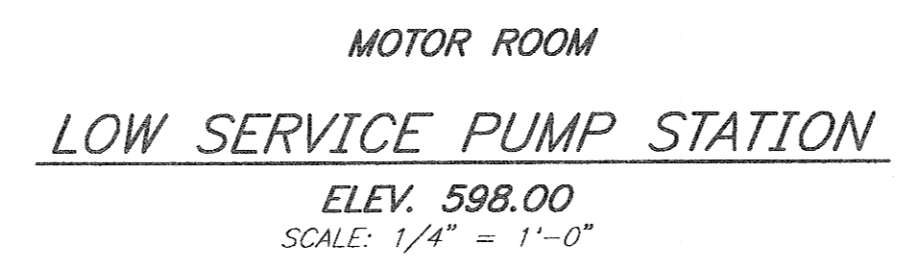 MOTOR ROOM
LOW SERVICE PUMP STATION
ELEV. 598.00
SCALE: 1/4" = 1'-0"